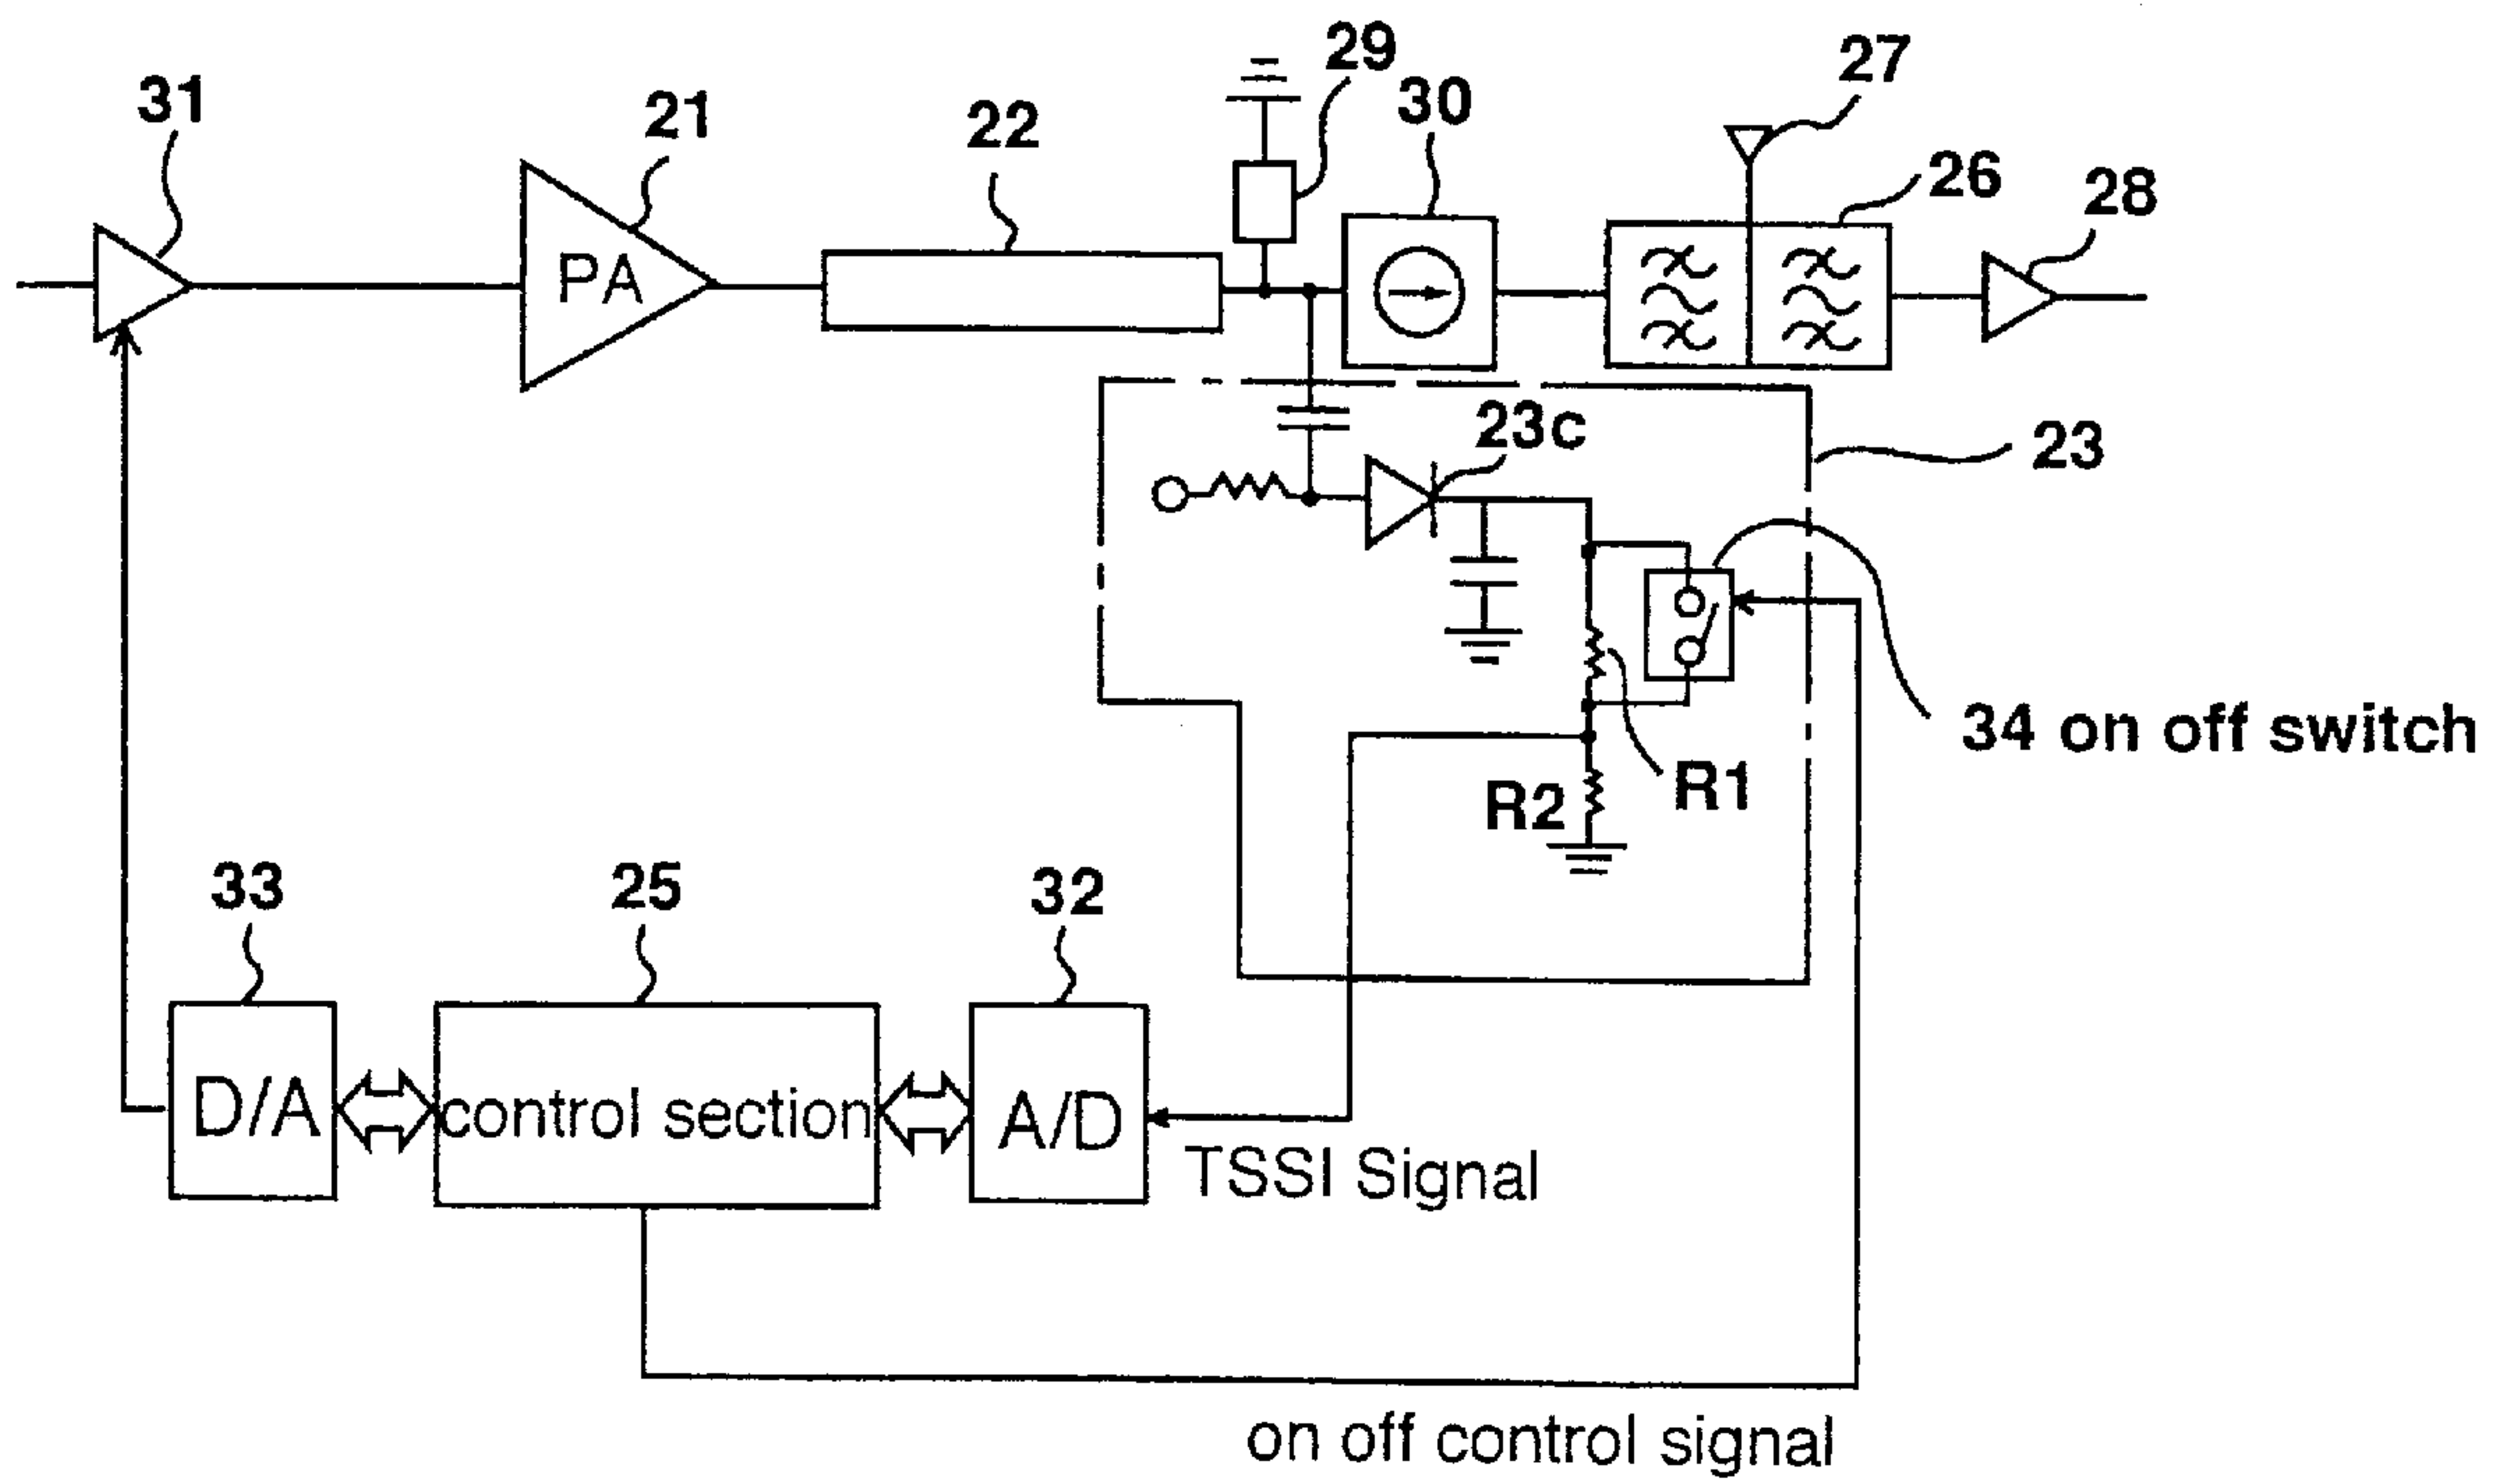 29
27
31
21
30
22
26
28
PA
23c
23
34 on off switch
R1
R2
33
25
32
D/A
control section
A/D
TSSI Signal
on off control signal